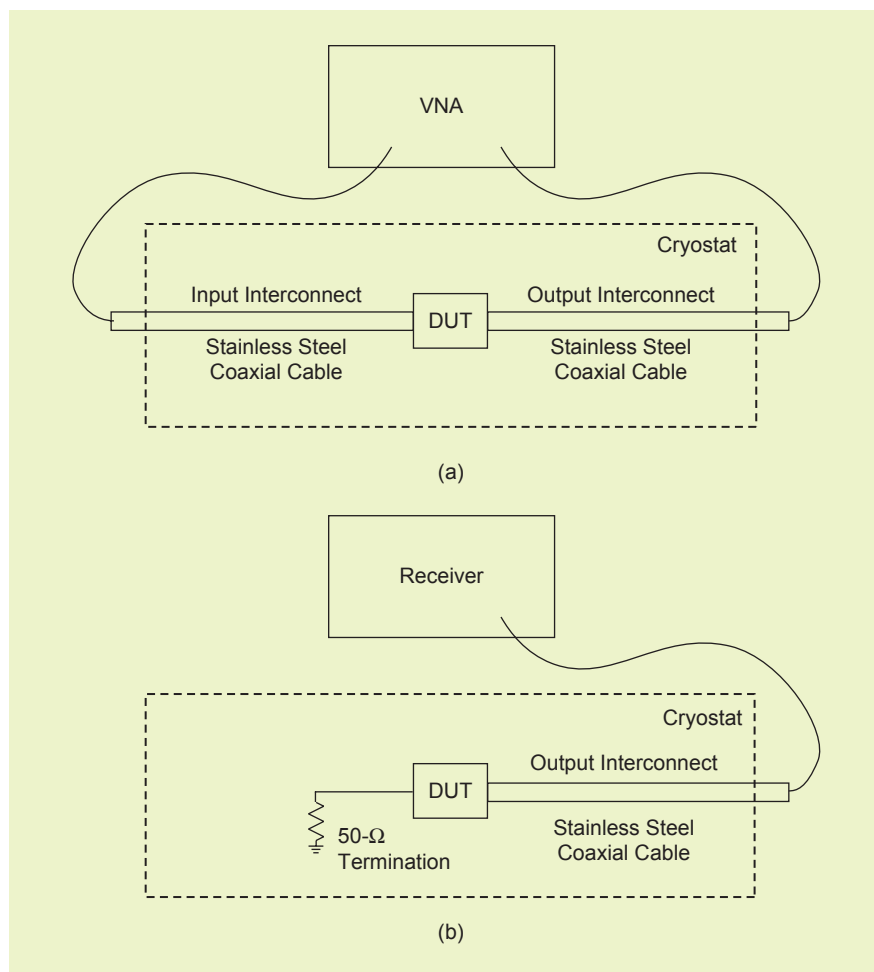 VNA
Cryostat
Input Interconnect
Output Interconnect
DUT
Stainless Steel
Coaxial Cable
Stainless Steel
Coaxial Cable
(a)
Receiver
Cryostat
Output Interconnect
DUT
50-Ω
Termination
Stainless Steel
Coaxial Cable
(b)